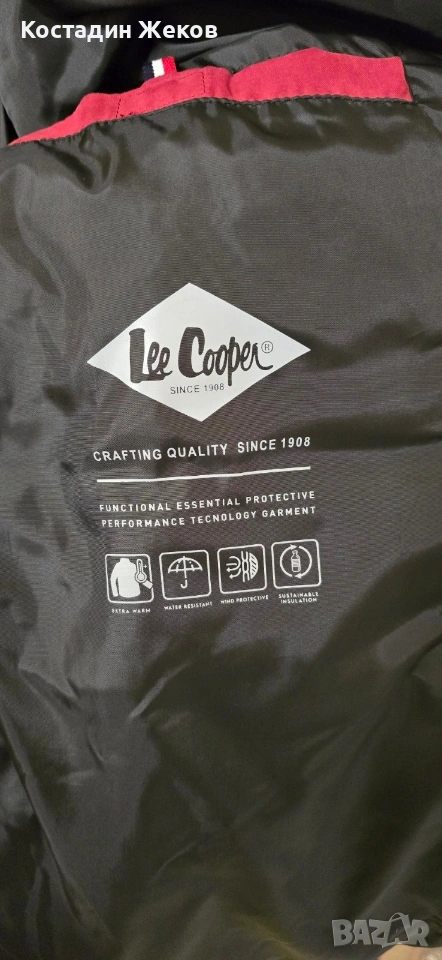 Костадин Жеков
Lee Cooper®
SINCE 1908
CRAFTING QUALITY SINCE 1908
FUNCTIONAL ESSENTIAL PROTECTIVE
PERFORMANCE TECNOLOGY GARMENT
EXTRA WARM
WATER RESISTANT
WIND PROTECTIVE
SUSTAINABLE
INSULATION
BAZAR